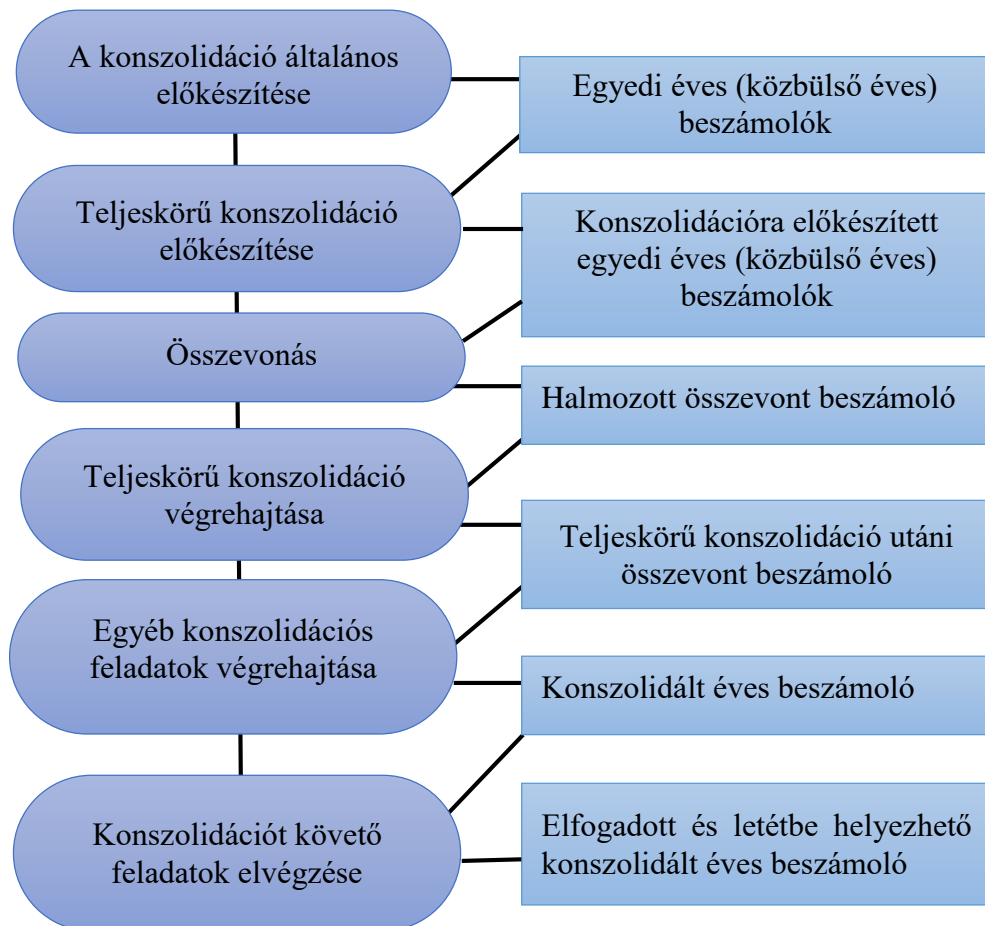 A konszolidáció általános
előkészítése
Egyedi éves (közbülső éves)
beszámolók
Teljeskörű konszolidáció
előkészítése
Konszolidációra előkészített
egyedi éves (közbülső éves)
beszámolók
Összevonás
Halmozott összevont beszámoló
Teljeskörű konszolidáció
végrehajtása
Teljeskörű konszolidáció utáni
összevont beszámoló
Egyéb konszolidációs
feladatok végrehajtása
Konszolidált éves beszámoló
Konszolidációt követő
feladatok elvégzése
Elfogadott és letétbe helyezhető
konszolidált éves beszámoló